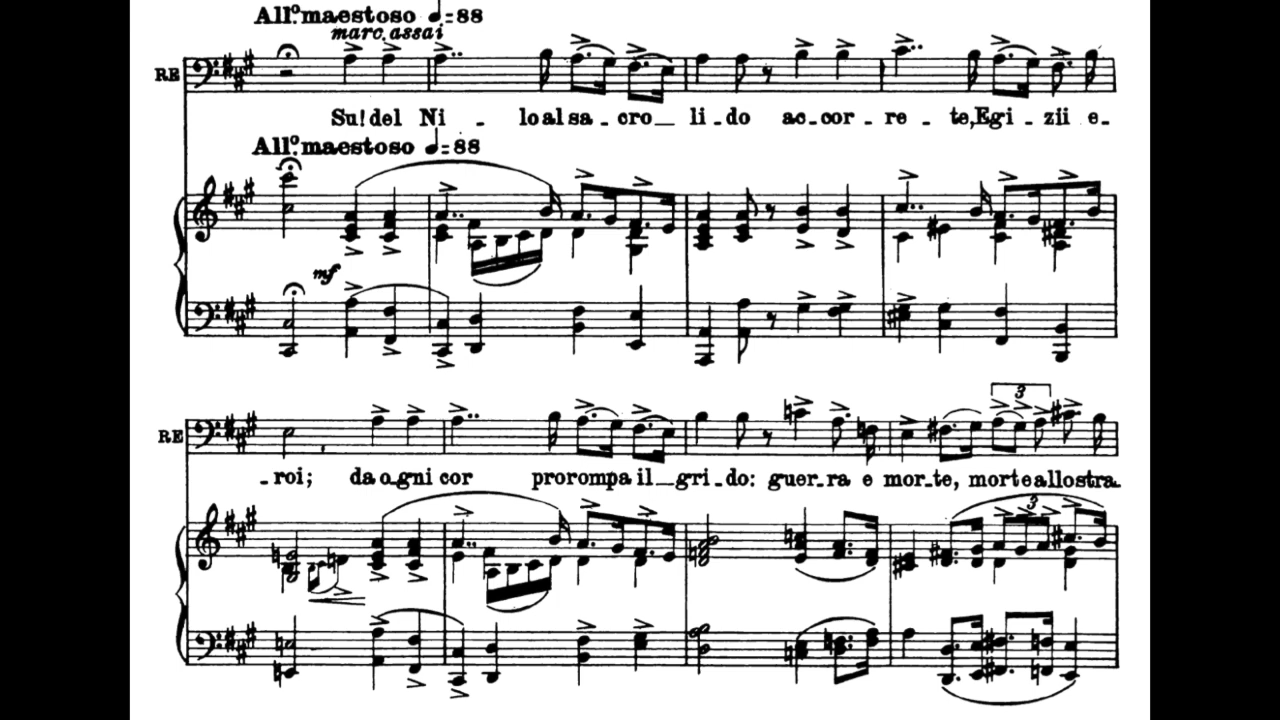 All.º maestoso ♩.=88
marc. assai
RE
Su! del Ni - lo al sa - cro _ li - do ac - cor - re - te, Egi - zii e -
All.º maestoso ♩.=88
mf
RE
- roi; da o - gni cor prorompa il _ gri - do: guer - ra e mor - te, morte allo stra -
3
3